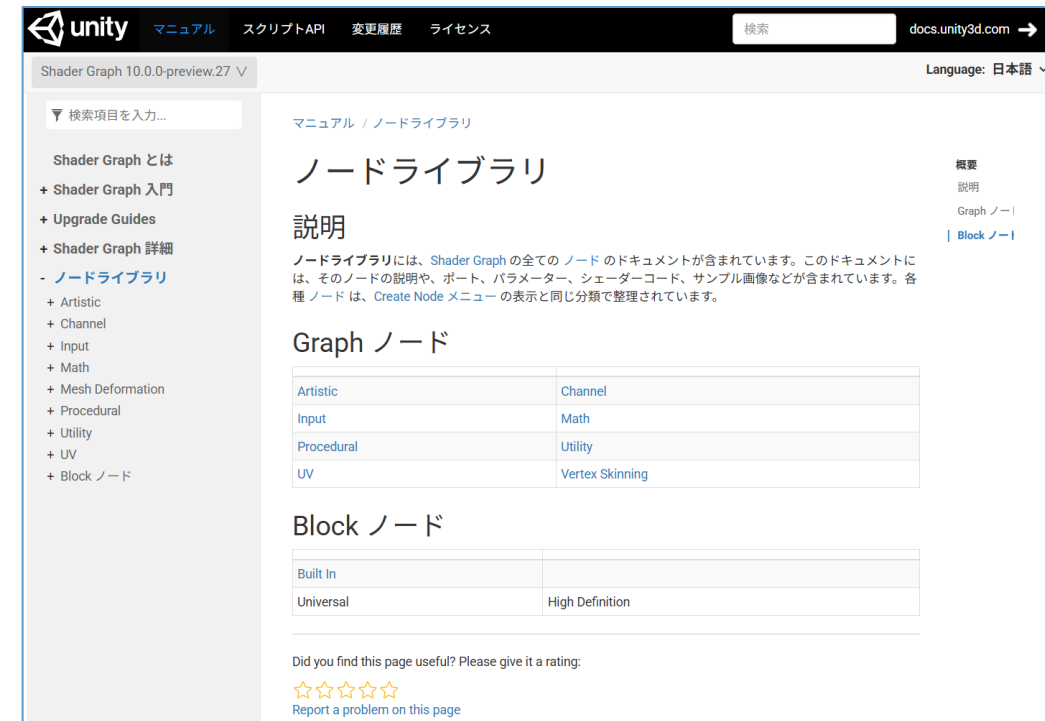 unity マニュアル スクリプトAPI 変更履歴 ライセンス 検索 docs.unity3d.com
Shader Graph 10.0.0-preview.27 Language: 日本語
検索項目を入力...
Shader Graph とは
+ Shader Graph 入門
+ Upgrade Guides
+ Shader Graph 詳細
- ノードライブラリ
+ Artistic
+ Channel
+ Input
+ Math
+ Mesh Deformation
+ Procedural
+ Utility
+ UV
+ Block ノード
マニュアル / ノードライブラリ
ノードライブラリ
説明
ノードライブラリには、Shader Graph の全ての ノード のドキュメントが含まれています。このドキュメントに
は、そのノードの説明や、ポート、パラメーター、シェーダーコード、サンプル画像などが含まれています。各
種 ノード は、Create Node メニュー の表示と同じ分類で整理されています。
Graph ノード
Artistic Channel
Input Math
Procedural Utility
UV Vertex Skinning
Block ノード
Built In
Universal High Definition
Did you find this page useful? Please give it a rating:
Report a problem on this page
概要
説明
Graph ノー
Block ノー